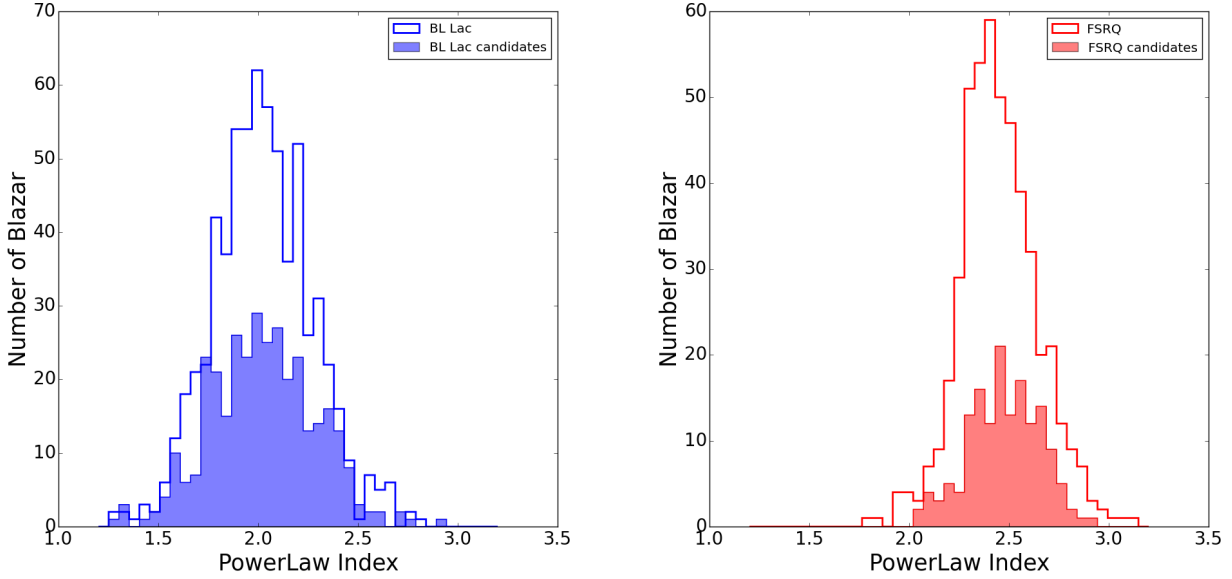 70
60
50
40
30
20
10
0
1.0 1.5 2.0 2.5 3.0 3.5
Number of Blazar
PowerLaw Index
BL Lac
BL Lac candidates
60
50
40
30
20
10
0
1.0 1.5 2.0 2.5 3.0 3.5
Number of Blazar
PowerLaw Index
FSRQ
FSRQ candidates